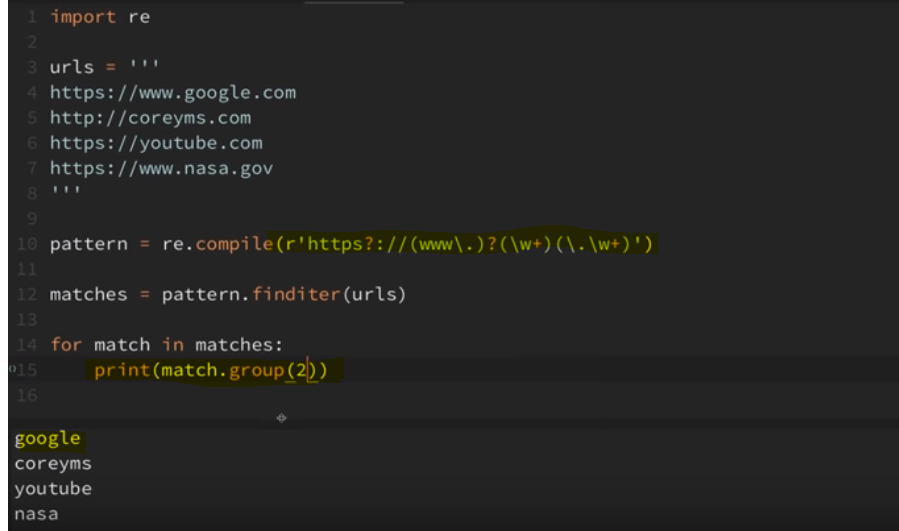 1 import re
2
3 urls = '''
4 https://www.google.com
5 http://coreyms.com
6 https://youtube.com
7 https://www.nasa.gov
8 '''
9
10 pattern = re.compile(r'https?://(www\.)?(\w+)(\.\w+)')
11
12 matches = pattern.finditer(urls)
13
14 for match in matches:
15     print(match.group(2))
16
google
coreyms
youtube
nasa